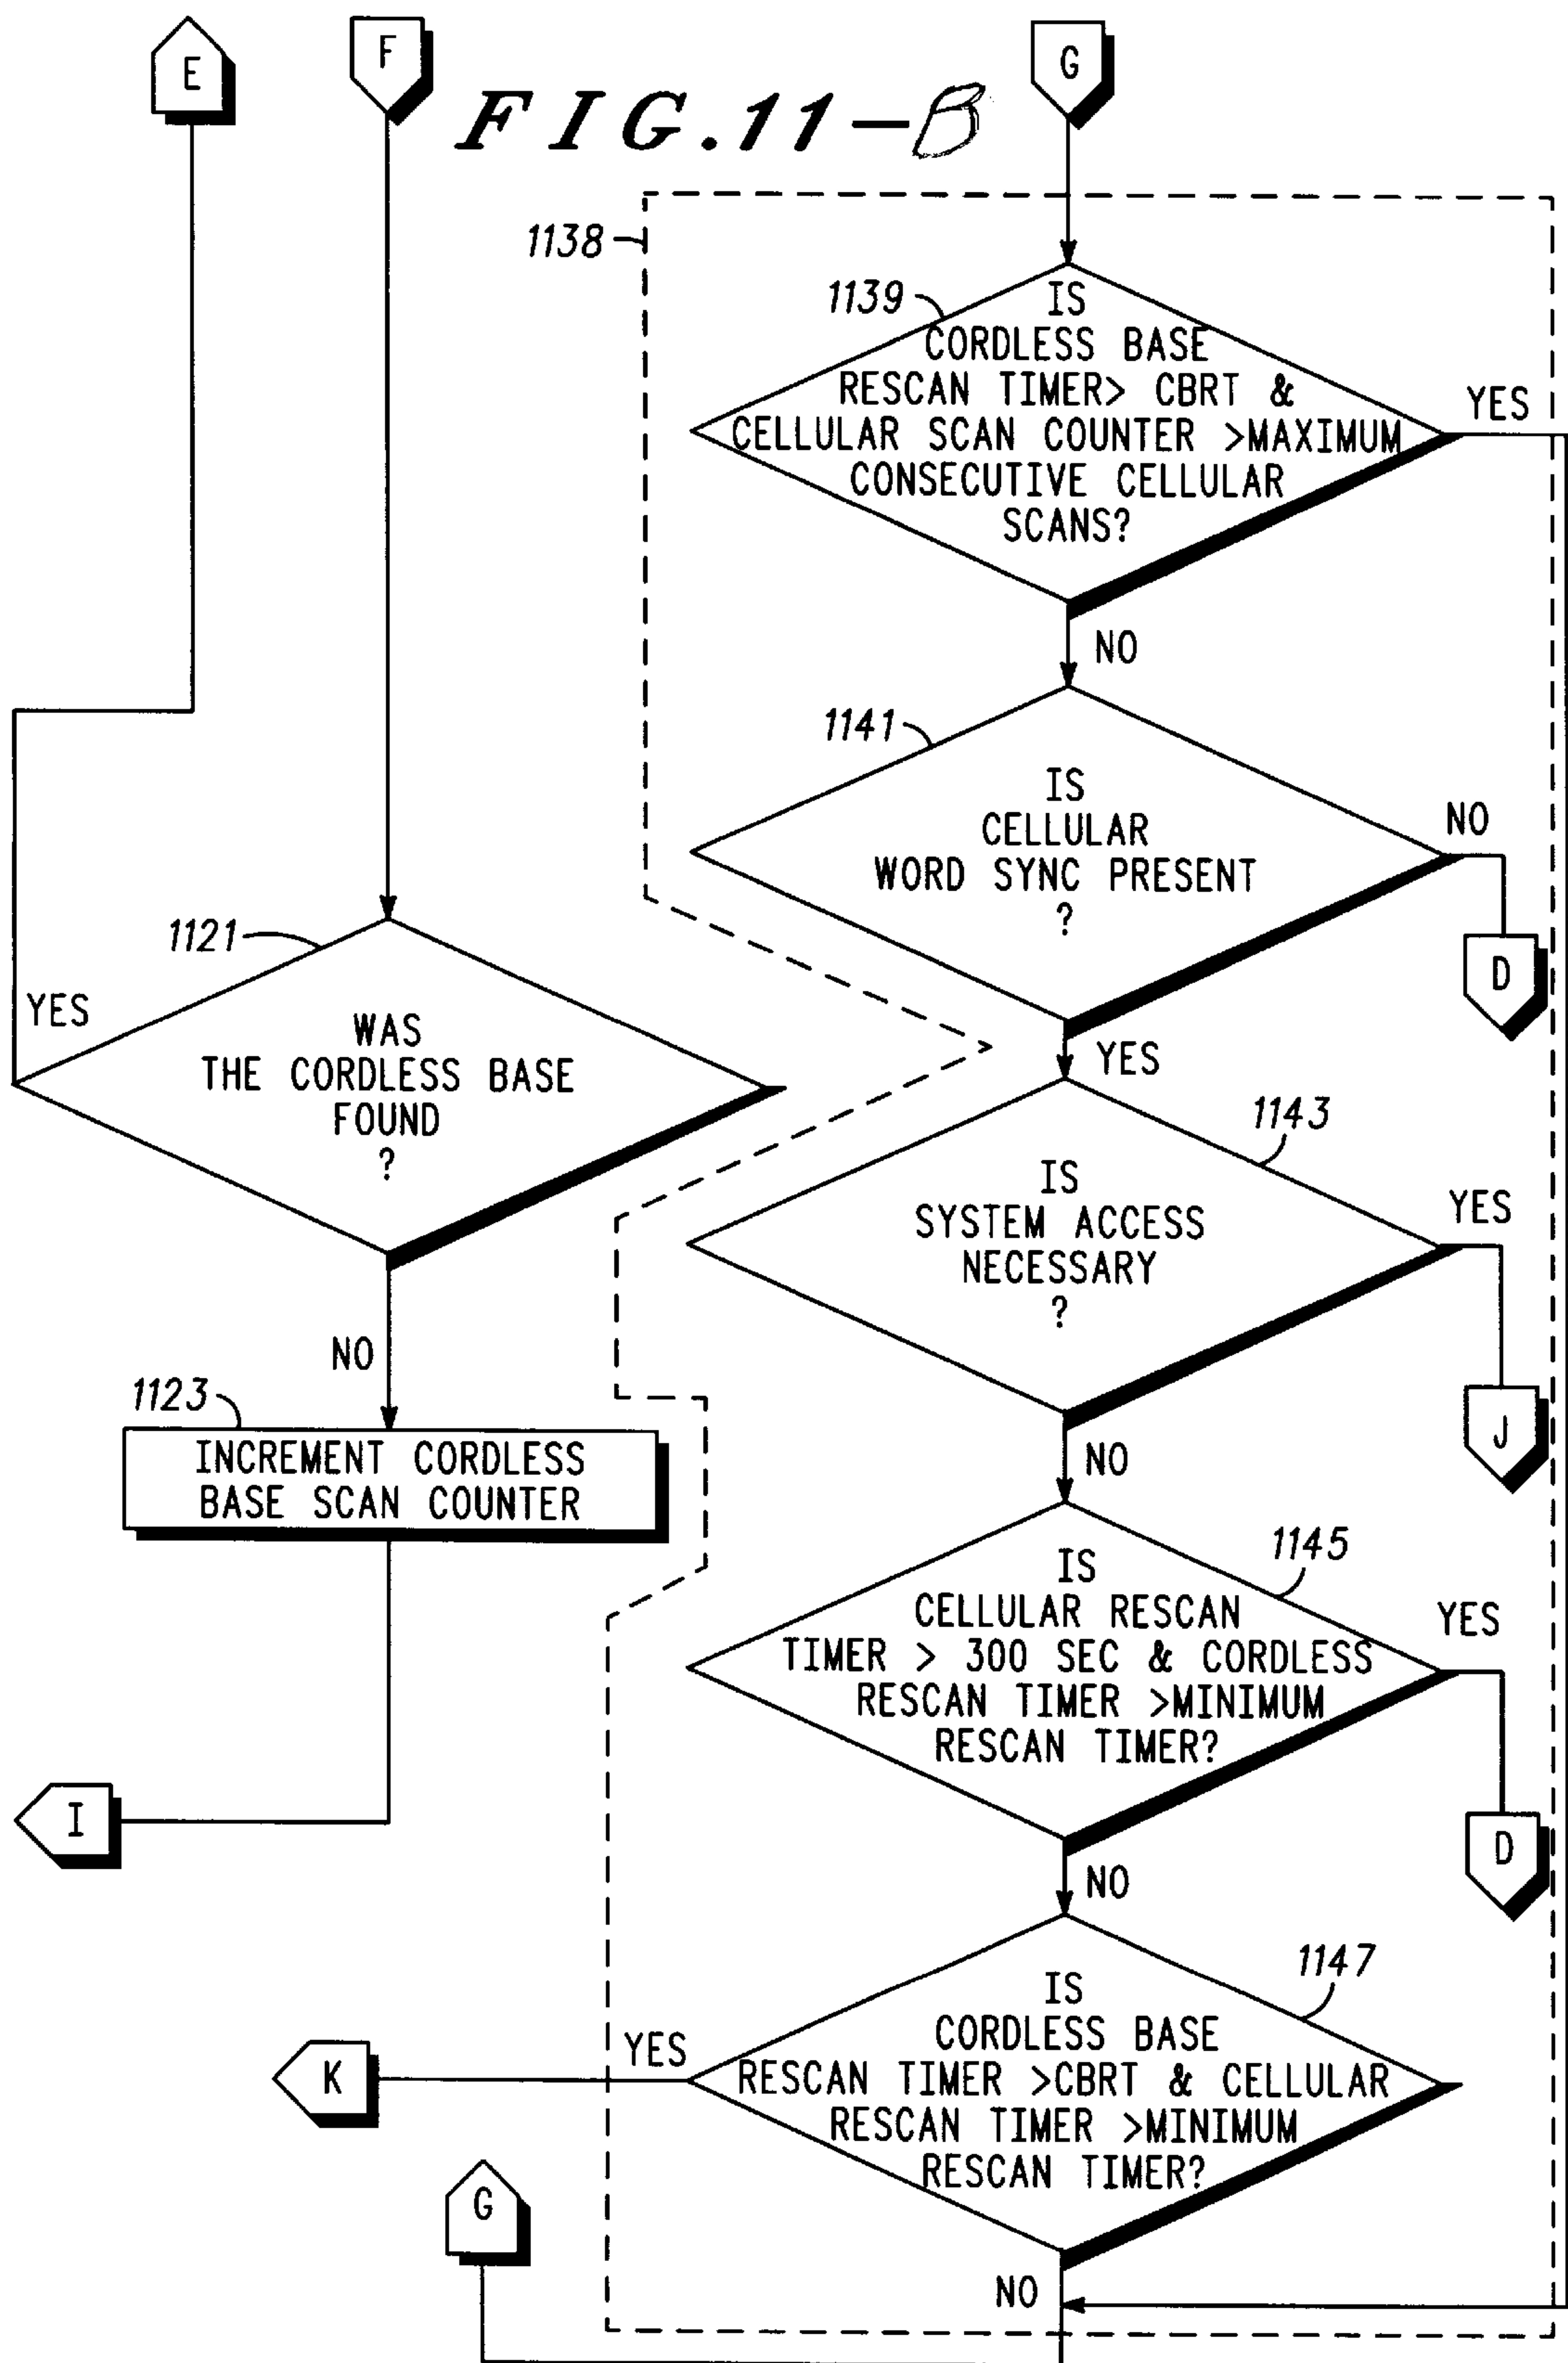 E
F
G
FIG.11-B
1138
1139
IS
CORDLESS BASE
RESCAN TIMER> CBRT &
CELLULAR SCAN COUNTER >MAXIMUM
CONSECUTIVE CELLULAR
SCANS?
YES
NO
1141
IS
CELLULAR
WORD SYNC PRESENT
?
NO
D
YES
1121
YES
WAS
THE CORDLESS BASE
FOUND
?
NO
1123
INCREMENT CORDLESS
BASE SCAN COUNTER
I
1143
IS
SYSTEM ACCESS
NECESSARY
?
YES
J
NO
1145
IS
CELLULAR RESCAN
TIMER > 300 SEC & CORDLESS
RESCAN TIMER >MINIMUM
RESCAN TIMER?
YES
D
NO
1147
IS
CORDLESS BASE
RESCAN TIMER >CBRT & CELLULAR
RESCAN TIMER >MINIMUM
RESCAN TIMER?
YES
K
NO
G